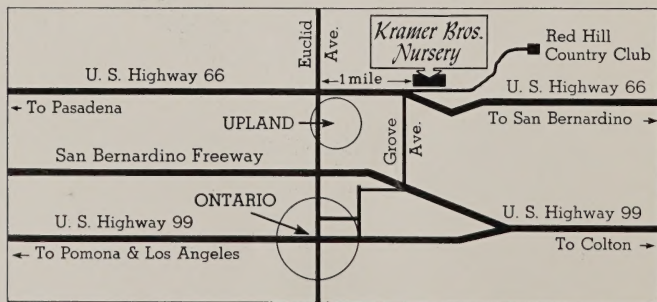 Euclid
Ave.
Kramer Bros.
Nursery
Red Hill
Country Club
←1 mile→
U. S. Highway 66
U. S. Highway 66
← To Pasadena
To San Bernardino →
UPLAND
Grove
Ave.
San Bernardino Freeway
ONTARIO
U. S. Highway 99
U. S. Highway 99
← To Pomona & Los Angeles
To Colton →